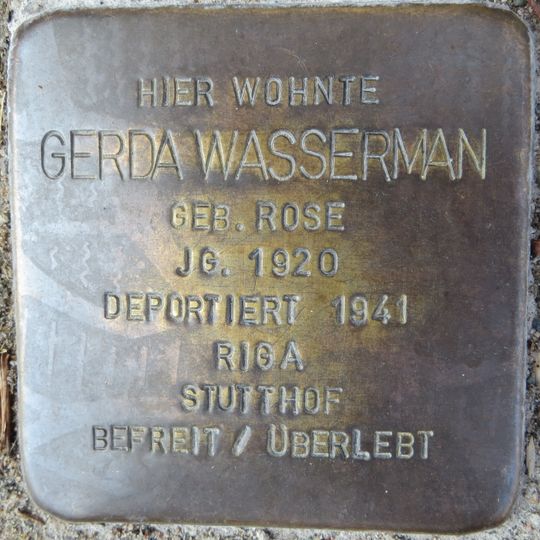 HIER WOHNTE
GERDA WASSERMAN
GEB. ROSE
JG. 1920
DEPORTIERT 1941
RIGA
STUTTHOF
BEFREIT / ÜBERLEBT